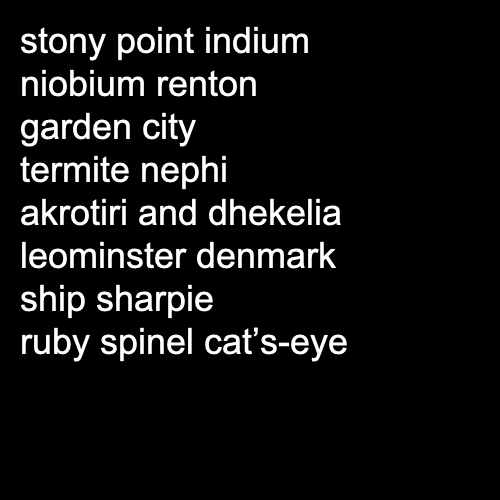 stony point indium
niobium renton
garden city
termite nephi
akrotiri and dhekelia
leominster denmark
ship sharpie
ruby spinel cat’s-eye